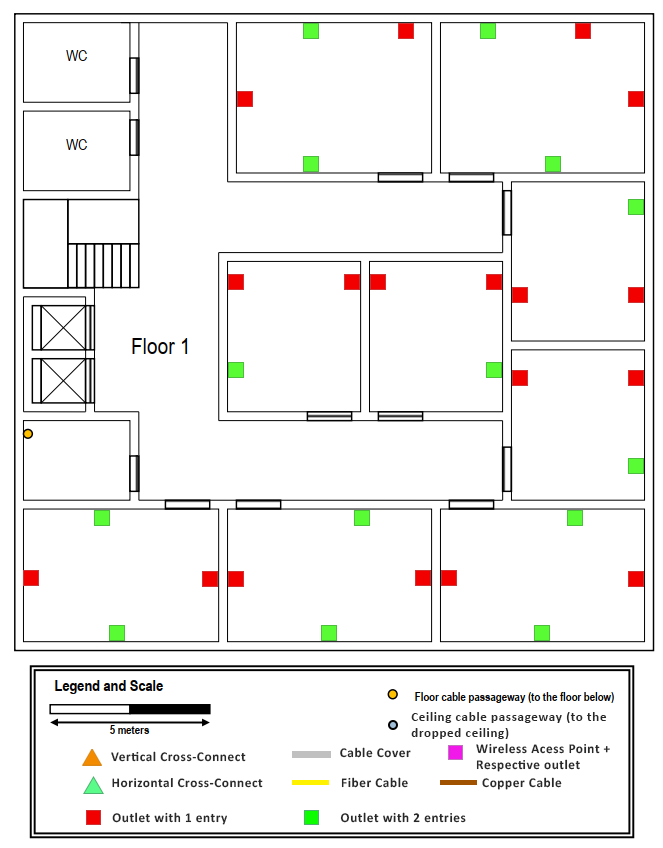 WC
WC
Floor 1
Legend and Scale
5 meters
Floor cable passageway (to the floor below)
Ceiling cable passageway (to the
dropped ceiling)
Vertical Cross-Connect
Cable Cover
Wireless Acess Point +
Respective outlet
Horizontal Cross-Connect
Fiber Cable
Copper Cable
Outlet with 1 entry
Outlet with 2 entries